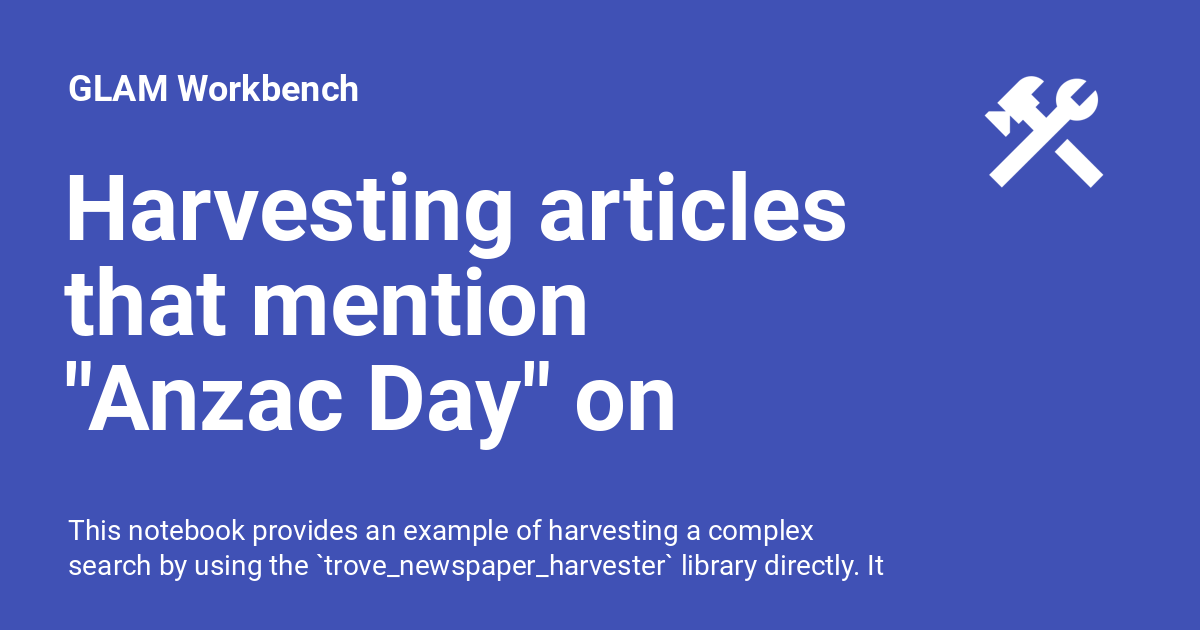 GLAM Workbench
Harvesting articles
that mention
"Anzac Day" on
This notebook provides an example of harvesting a complex
search by using the `trove_newspaper_harvester` library directly. It